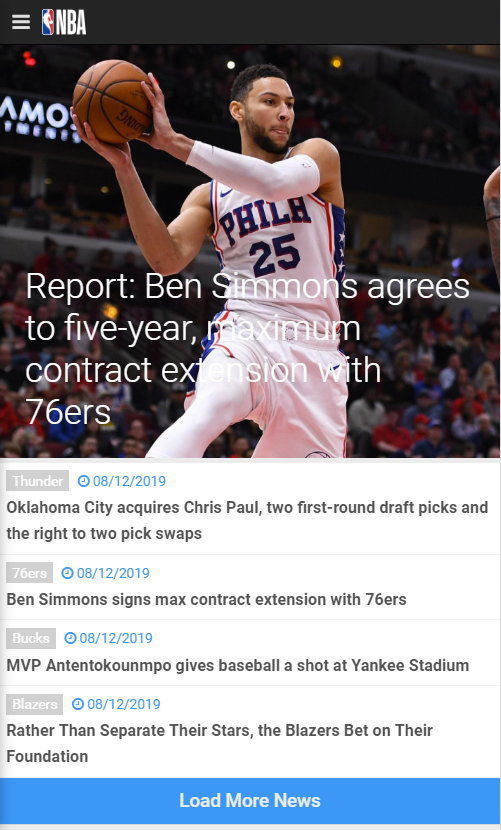 NBA
AMO
TMENTS
PHILA
25
Report: Ben Simmons agrees
to five-year, maximum
contract extension with
76ers
Thunder 08/12/2019
Oklahoma City acquires Chris Paul, two first-round draft picks and
the right to two pick swaps
76ers 08/12/2019
Ben Simmons signs max contract extension with 76ers
Bucks 08/12/2019
MVP Antentokounmpo gives baseball a shot at Yankee Stadium
Blazers 08/12/2019
Rather Than Separate Their Stars, the Blazers Bet on Their
Foundation
Load More News